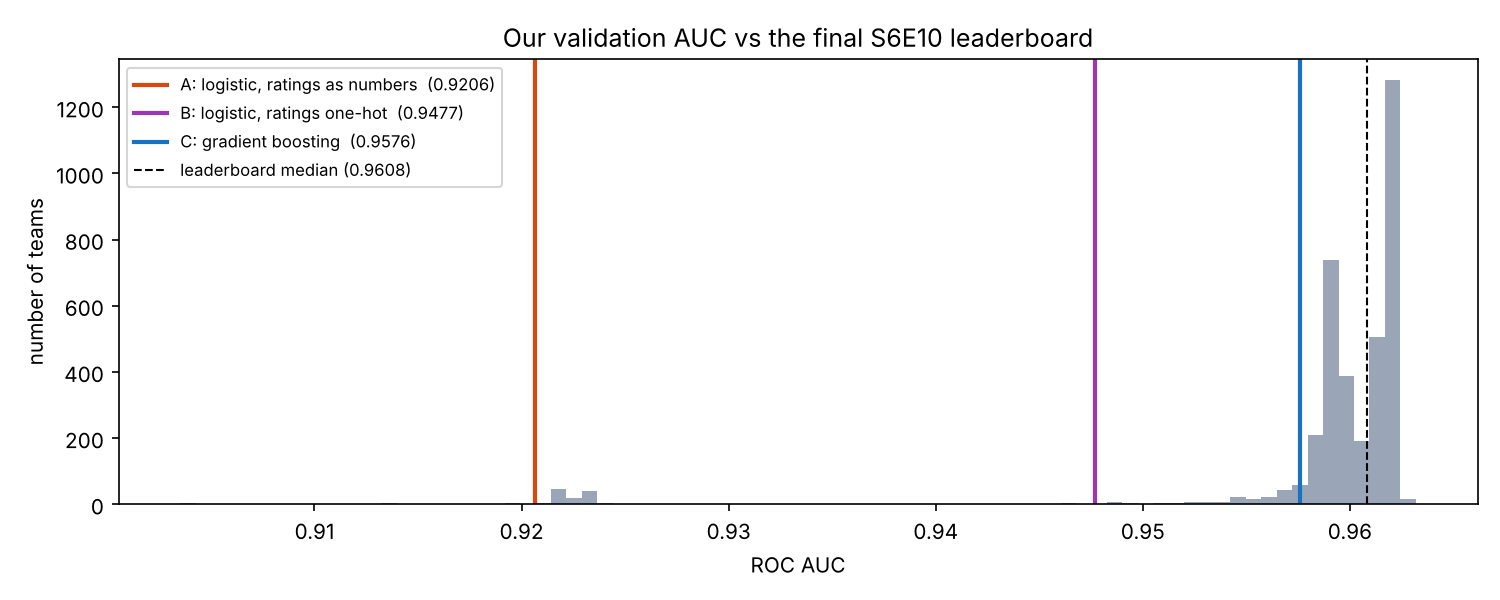 Our validation AUC vs the final S6E10 leaderboard
A: logistic, ratings as numbers (0.9206)
B: logistic, ratings one-hot (0.9477)
C: gradient boosting (0.9576)
leaderboard median (0.9608)
number of teams
1200
1000
800
600
400
200
0
0.91
0.92
0.93
0.94
0.95
0.96
ROC AUC